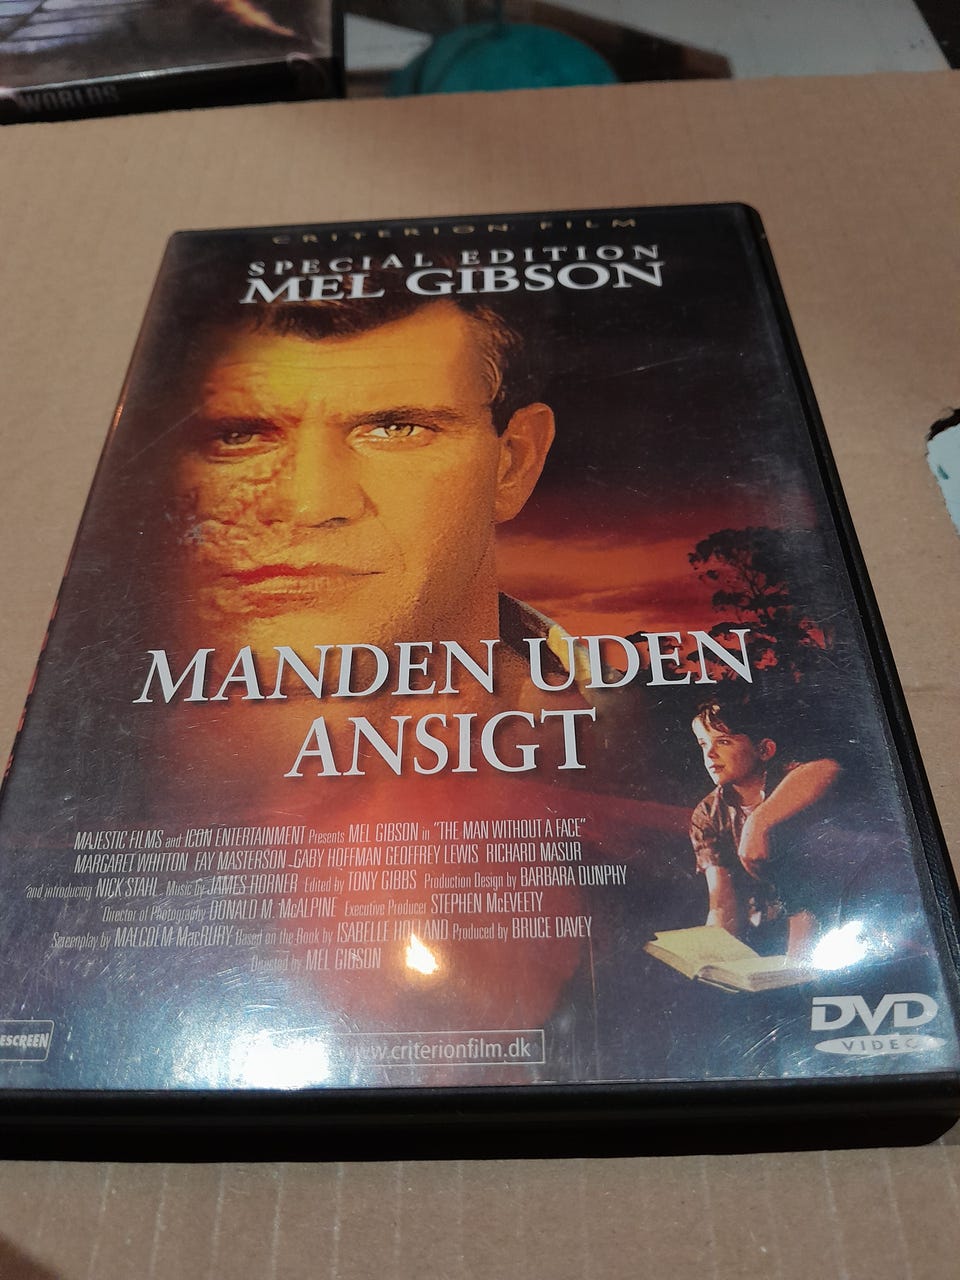 WORLDS
CRITERION FILM
SPECIAL EDITION
MEL GIBSON
MANDEN UDEN
ANSIGT
MAJESTIC FILMS and ICON ENTERTAINMENT Presents MEL GIBSON in "THE MAN WITHOUT A FACE"
MARGARET WHITTON FAY MASTERSON GABY HOFFMAN GEOFFREY LEWIS RICHARD MASUR
and introducing NICK STAHL Music by JAMES HORNER Edited by TONY GIBBS Production Design by BARBARA DUNPHY
Director of Photography DONALD M. McALPINE Executive Producer STEPHEN McEVEETY
Screenplay by MALCOLM MacRURY Based on the Book by ISABELLE HOLLAND Produced by BRUCE DAVEY
Directed by MEL GIBSON
ESCREEN
www.criterionfilm.dk
DVD
VIDEO